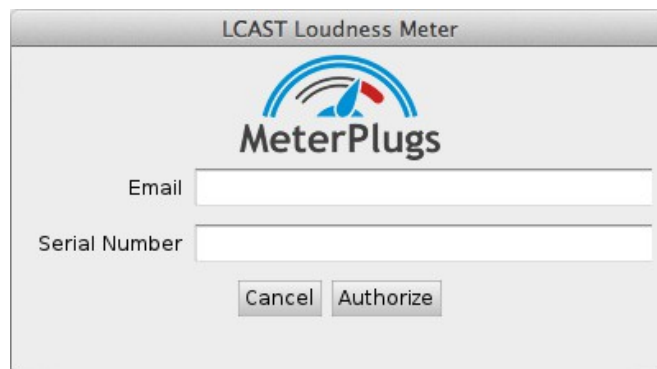 LCAST Loudness Meter
MeterPlugs
Email
Serial Number
Cancel Authorize